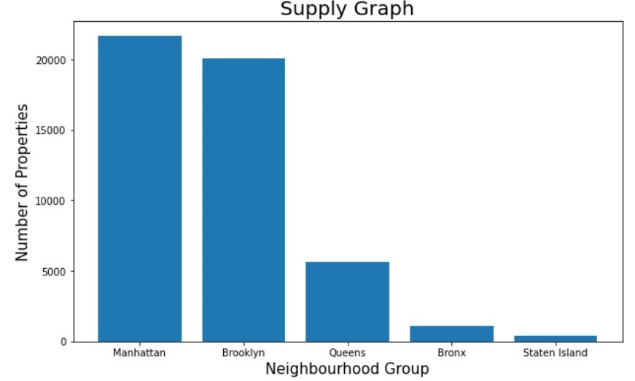 Supply Graph
Number of Properties
20000
15000
10000
5000
0
Manhattan Brooklyn Queens Bronx Staten Island
Neighbourhood Group